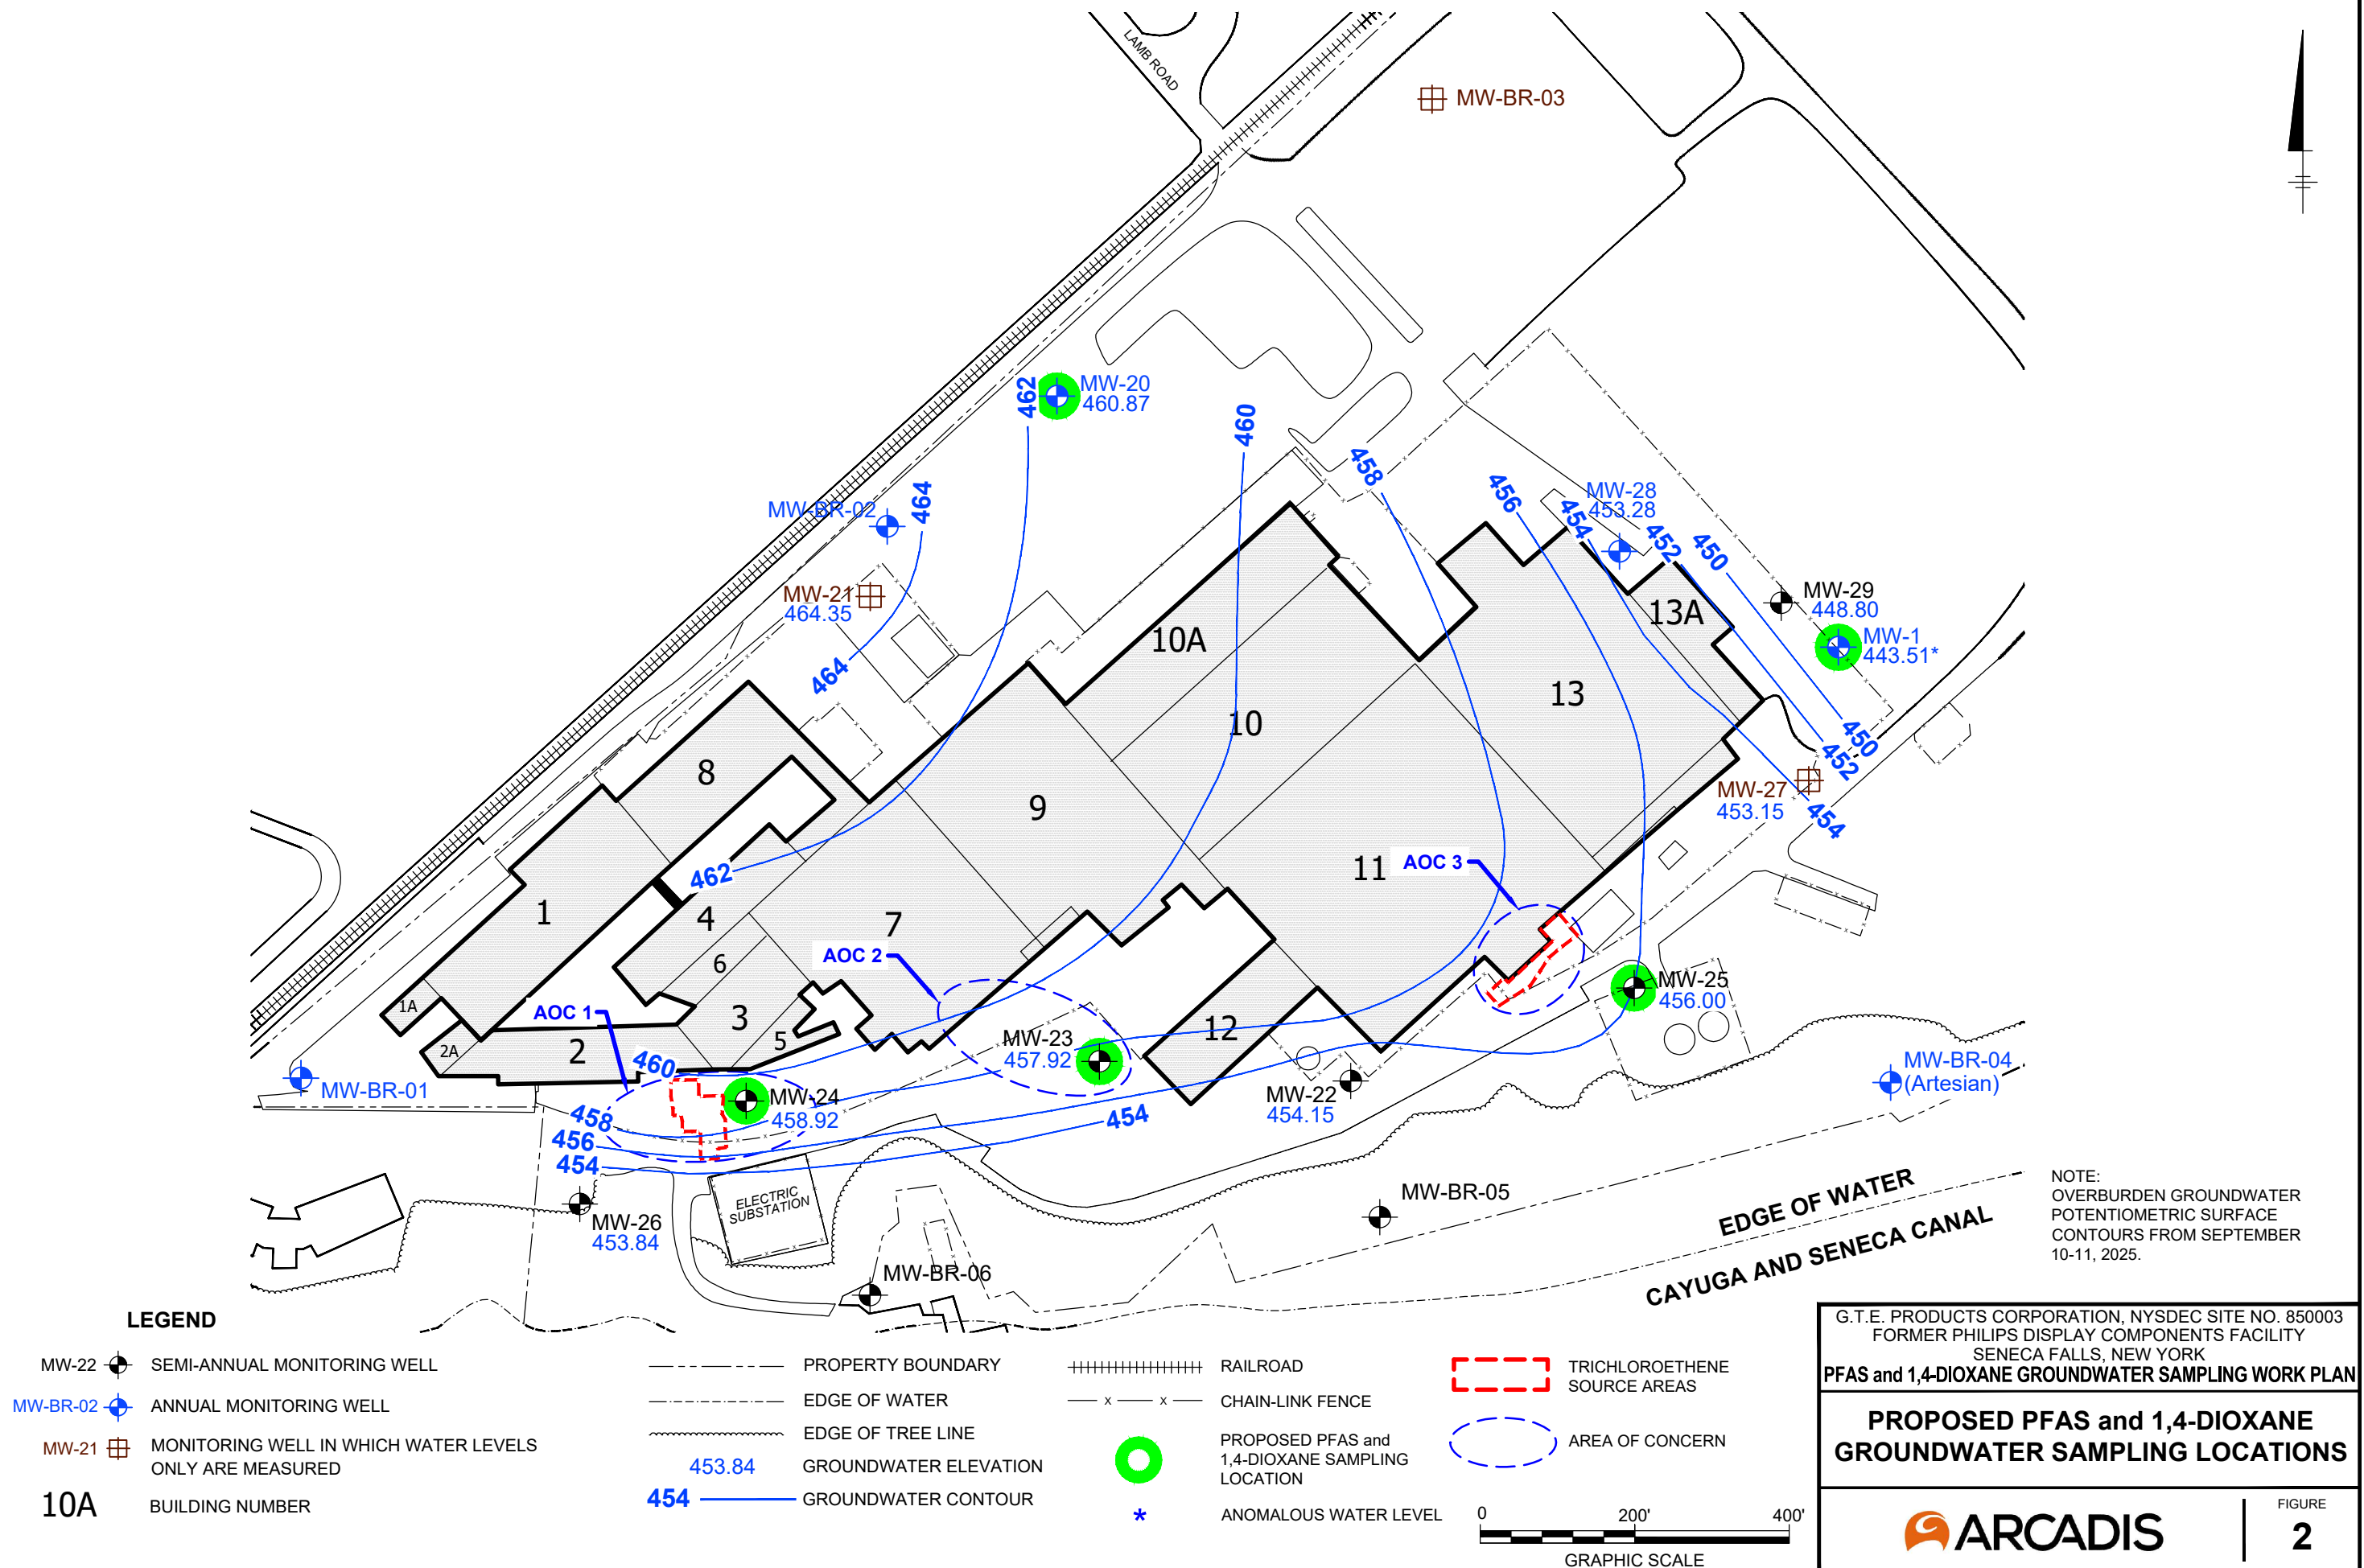 LAMB ROAD
MW-BR-03
462
MW-20
460.87
460
458
464
MW-BR-02
456
454
MW-28
453.28
452
450
MW-21
464.35
464
MW-29
448.80
MW-1
443.51*
13A
10A
13
10
8
9
450
452
MW-27
453.15
454
462
11
AOC 3
1
4
7
AOC 2
6
MW-25
456.00
1A
AOC 1
3
5
12
2A
2
MW-23
457.92
460
MW-BR-04
(Artesian)
MW-BR-01
MW-24
458.92
MW-22
454.15
458
456
454
454
ELECTRIC
SUBSTATION
MW-BR-05
MW-26
453.84
MW-BR-06
EDGE OF WATER
CAYUGA AND SENECA CANAL
NOTE:
OVERBURDEN GROUNDWATER
POTENTIOMETRIC SURFACE
CONTOURS FROM SEPTEMBER
10-11, 2025.
LEGEND
MW-22 SEMI-ANNUAL MONITORING WELL
MW-BR-02 ANNUAL MONITORING WELL
MW-21 MONITORING WELL IN WHICH WATER LEVELS
ONLY ARE MEASURED
10A BUILDING NUMBER
PROPERTY BOUNDARY
EDGE OF WATER
EDGE OF TREE LINE
453.84 GROUNDWATER ELEVATION
454 GROUNDWATER CONTOUR
RAILROAD
x x CHAIN-LINK FENCE
PROPOSED PFAS and
1,4-DIOXANE SAMPLING
LOCATION
* ANOMALOUS WATER LEVEL
TRICHLOROETHENE
SOURCE AREAS
AREA OF CONCERN
0 200' 400'
GRAPHIC SCALE
G.T.E. PRODUCTS CORPORATION, NYSDEC SITE NO. 850003
FORMER PHILIPS DISPLAY COMPONENTS FACILITY
SENECA FALLS, NEW YORK
PFAS and 1,4-DIOXANE GROUNDWATER SAMPLING WORK PLAN
PROPOSED PFAS and 1,4-DIOXANE
GROUNDWATER SAMPLING LOCATIONS
ARCADIS
FIGURE
2